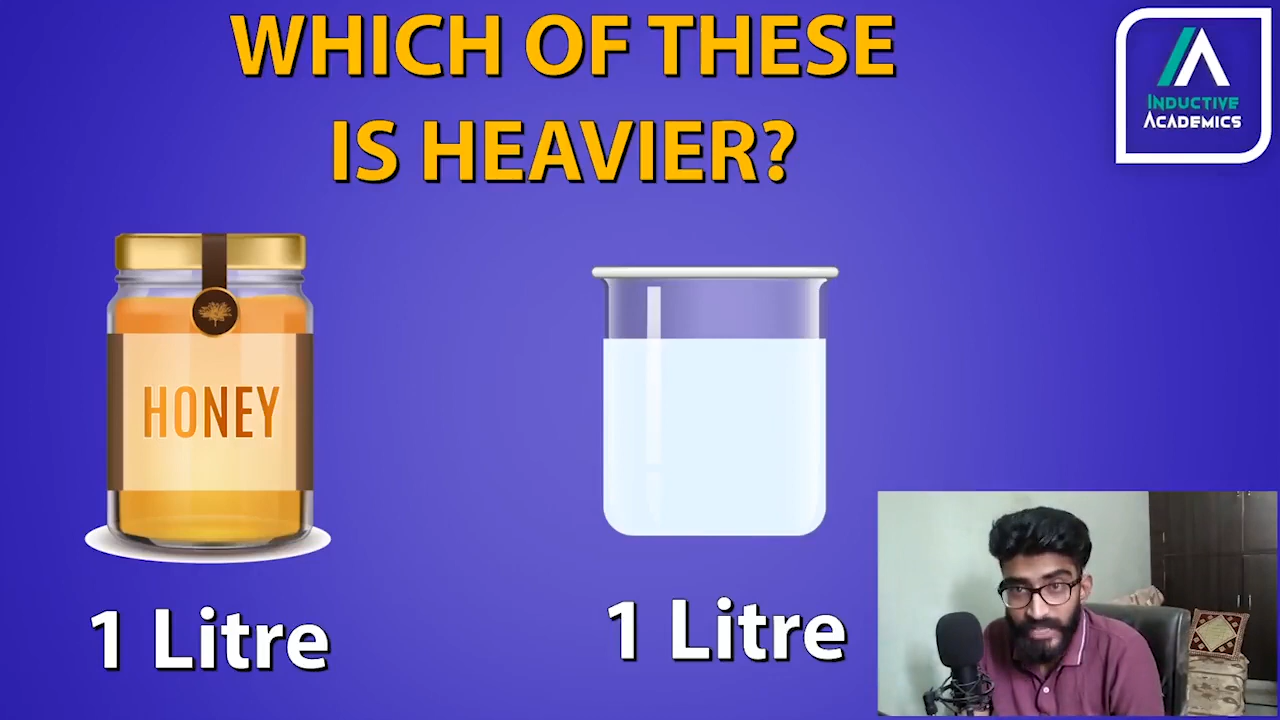 WHICH OF THESE
IS HEAVIER?
INDUCTIVE
ACADEMICS
HONEY
1 Litre
1 Litre